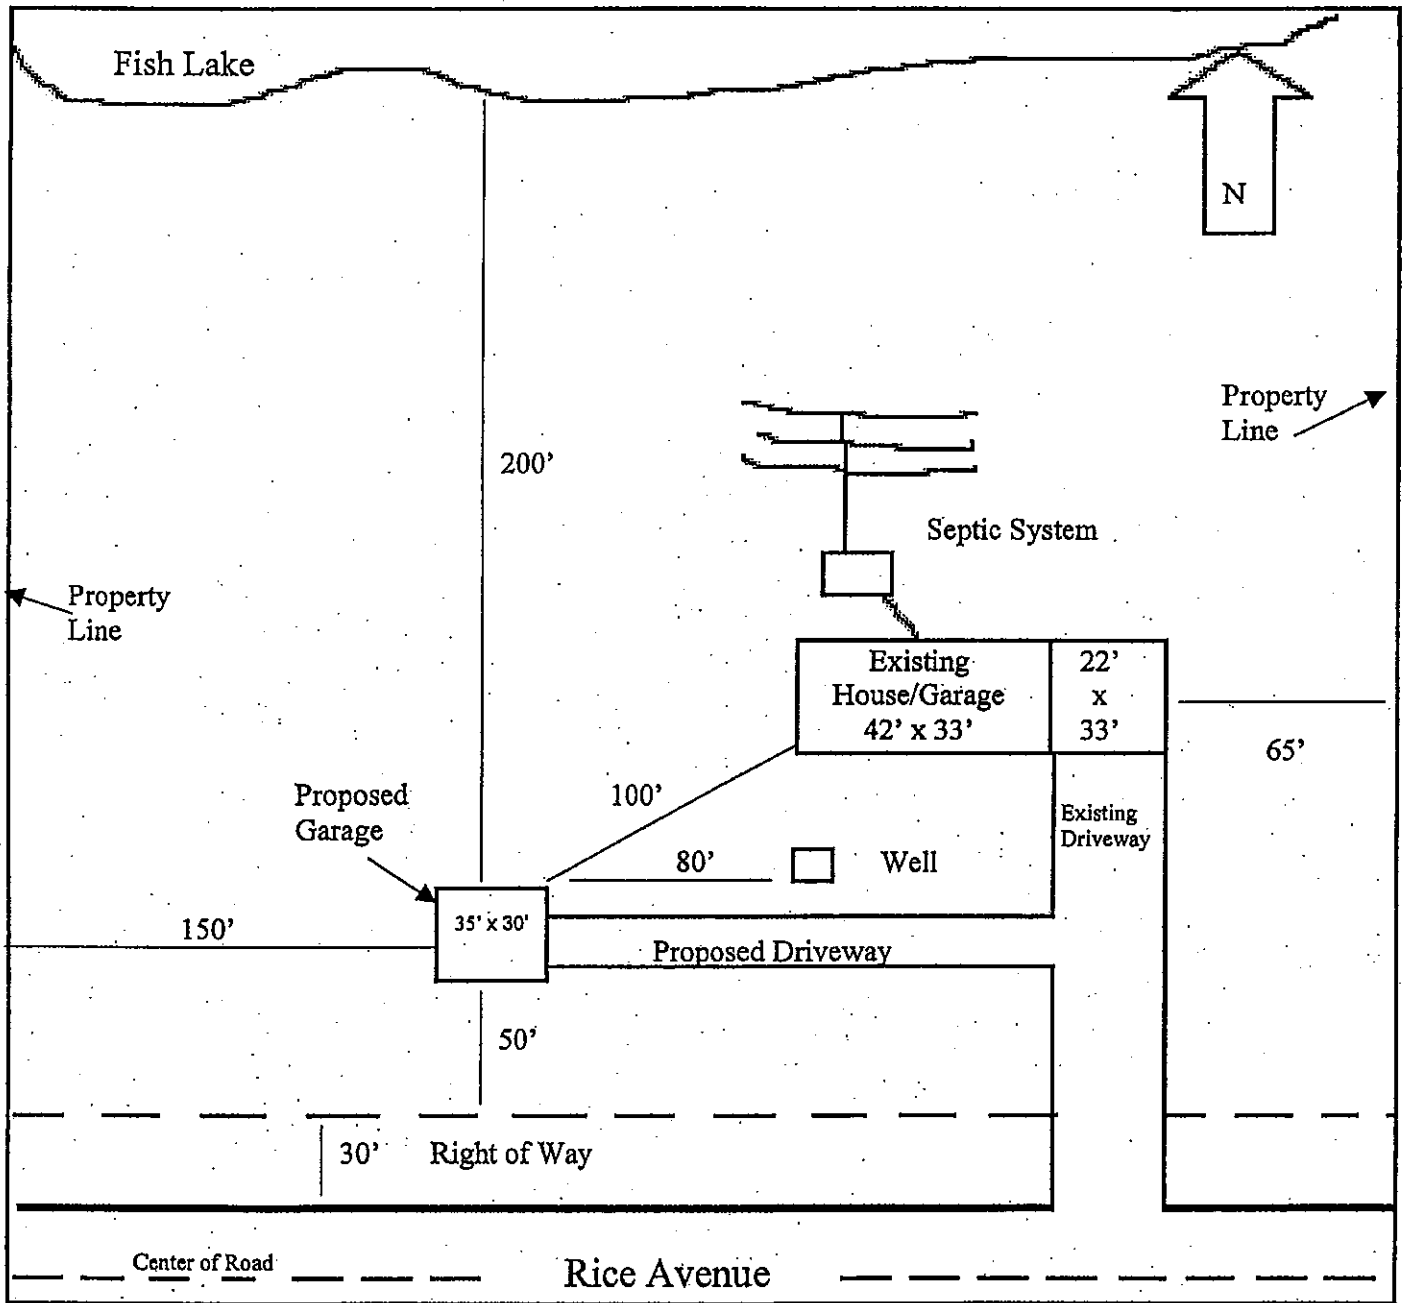 Fish Lake
N
Property
Line
200'
Septic System
Property
Line
Existing
House/Garage
42' x 33'
22'
x
33'
65'
Proposed
Garage
100'
Existing
Driveway
80'
Well
35' x 30'
150'
Proposed Driveway
50'
30'
Right of Way
Center of Road
Rice Avenue